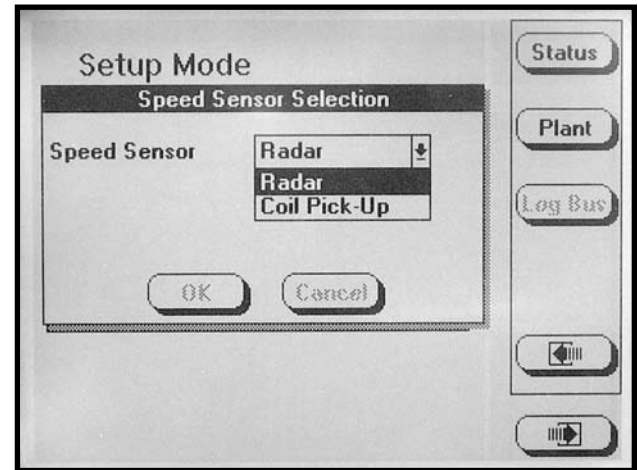 Setup Mode
Speed Sensor Selection
Speed Sensor
Radar
Radar
Coil Pick-Up
OK
Cancel
Status
Plant
Log Bus